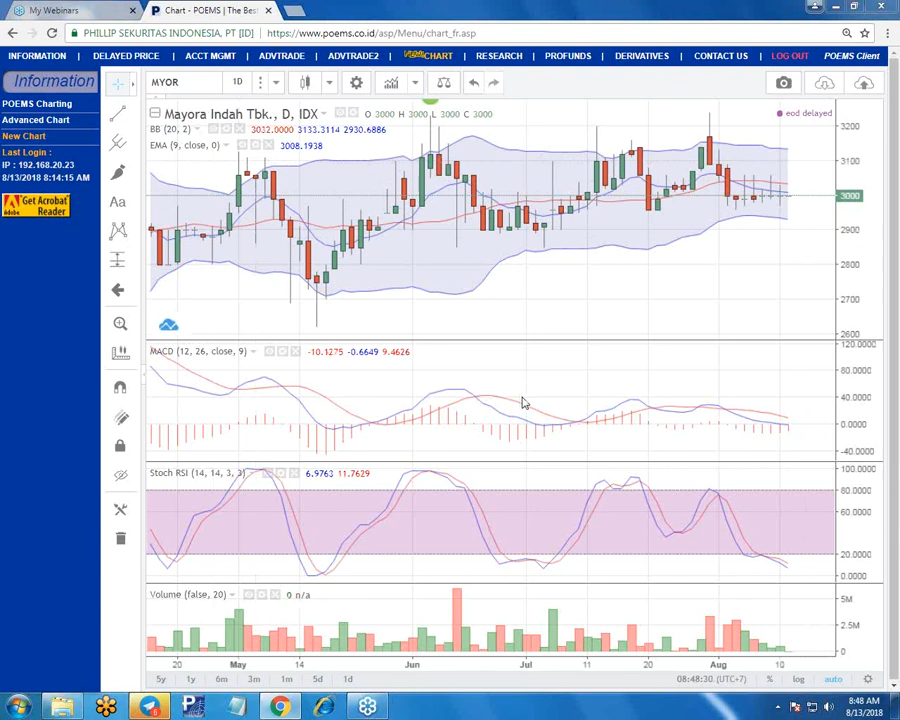 My Webinars
Chart - POEMS | The Bes
PHILLIP SEKURITAS INDONESIA, PT [ID]
https://www.poems.co.id/asp/Menu/chart_fr.asp
INFORMATION | DELAYED PRICE | ACCT MGMT | ADVTRADE | ADVTRADE2 | CHART | RESEARCH | PROFUNDS | DERIVATIVES | CONTACT US | LOG OUT POEMS Client
Information
POEMS Charting
Advanced Chart
New Chart
Last Login :
IP : 192.168.20.23
8/13/2018 8:14:15 AM
Get Acrobat
Reader
MYOR 1D
Mayora Indah Tbk., D, IDX O 3000 H 3000 L 3000 C 3000
eod delayed
BB (20, 2) 3032.0000 3133.3114 2930.6886
EMA (9, close, 0) 3008.1938
Aa
3200
3100
3000
2900
2800
2700
2600
MACD (12, 26, close, 9) -10.1275 -0.6649 9.4626
120.0000
80.0000
40.0000
0.0000
-40.0000
Stoch RSI (14, 14, 3, 3) 6.9763 11.7629
100.0000
80.0000
60.0000
40.0000
20.0000
0.0000
Volume (false, 20) 0 n/a
5M
2.5M
0
20 May 14 Jun Jul 11 20 Aug 10
5y 1y 6m 3m 1m 5d 1d 08:48:30 (UTC+7) % log auto
8:48 AM
8/13/2018